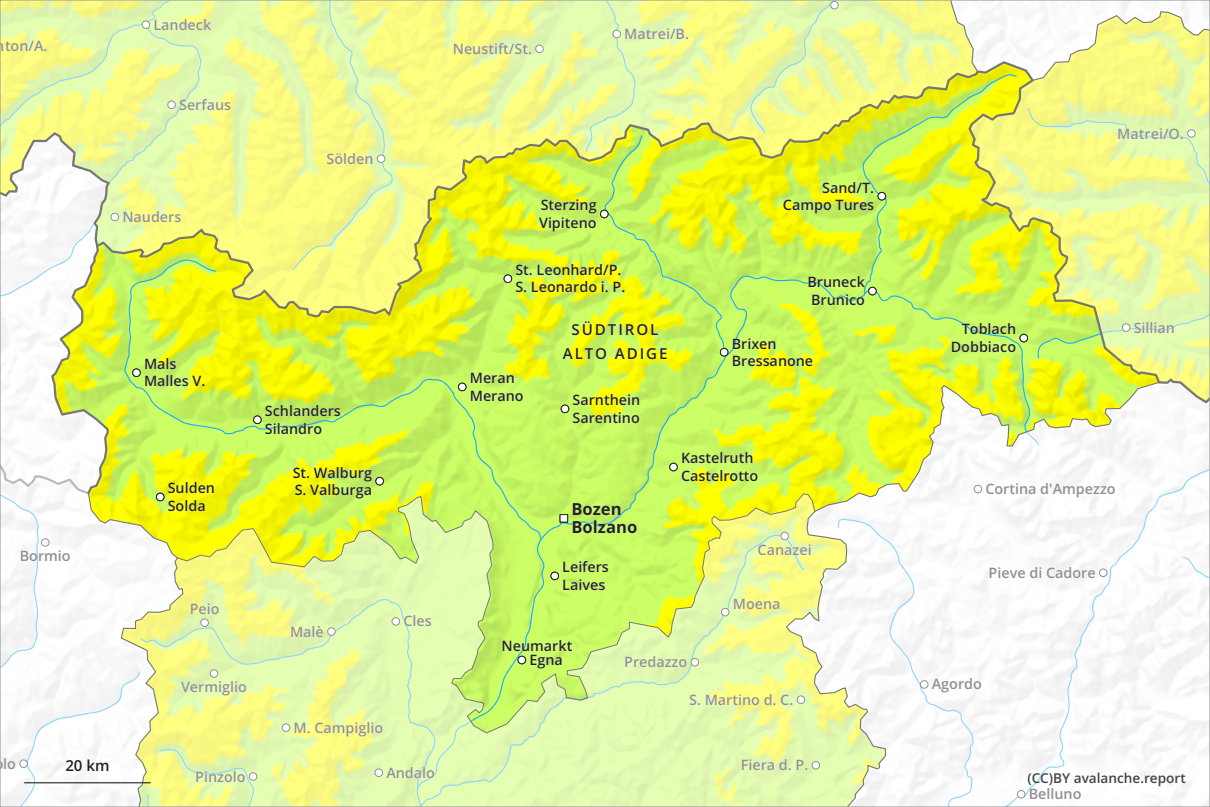 Landeck
nton/A.
Neustift/St.
Matrei/B.
Serfaus
Matrei/O.
Sölden
Sand/T.
Campo Tures
Nauders
Sterzing
Vipiteno
St. Leonhard/P.
S. Leonardo i. P.
Bruneck
Brunico
SÜDTIROL
ALTO ADIGE
Toblach
Dobbiaco
Sillian
Brixen
Bressanone
Mals
Malles V.
Meran
Merano
Sarnthein
Sarentino
Schlanders
Silandro
Kastelruth
Castelrotto
St. Walburg
S. Valburga
Sulden
Solda
Cortina d'Ampezzo
Bozen
Bolzano
Bormio
Canazei
Leifers
Laives
Pieve di Cadore
Peio
Moena
Cles
Malè
Neumarkt
Egna
Predazzo
Vermiglio
Agordo
S. Martino d. C.
M. Campiglio
olo
20 km
Fiera d. P.
Pinzolo
Andalo
(CC)BY avalanche.report
Belluno